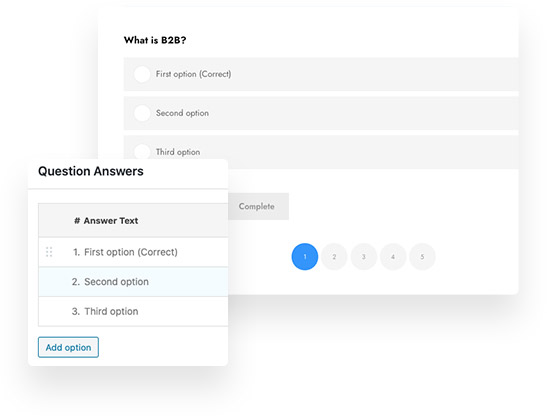 What is B2B?
First option (Correct)
Second option
Third option
Complete
1 2 3 4 5
Question Answers
# Answer Text
1. First option (Correct)
2. Second option
3. Third option
Add option